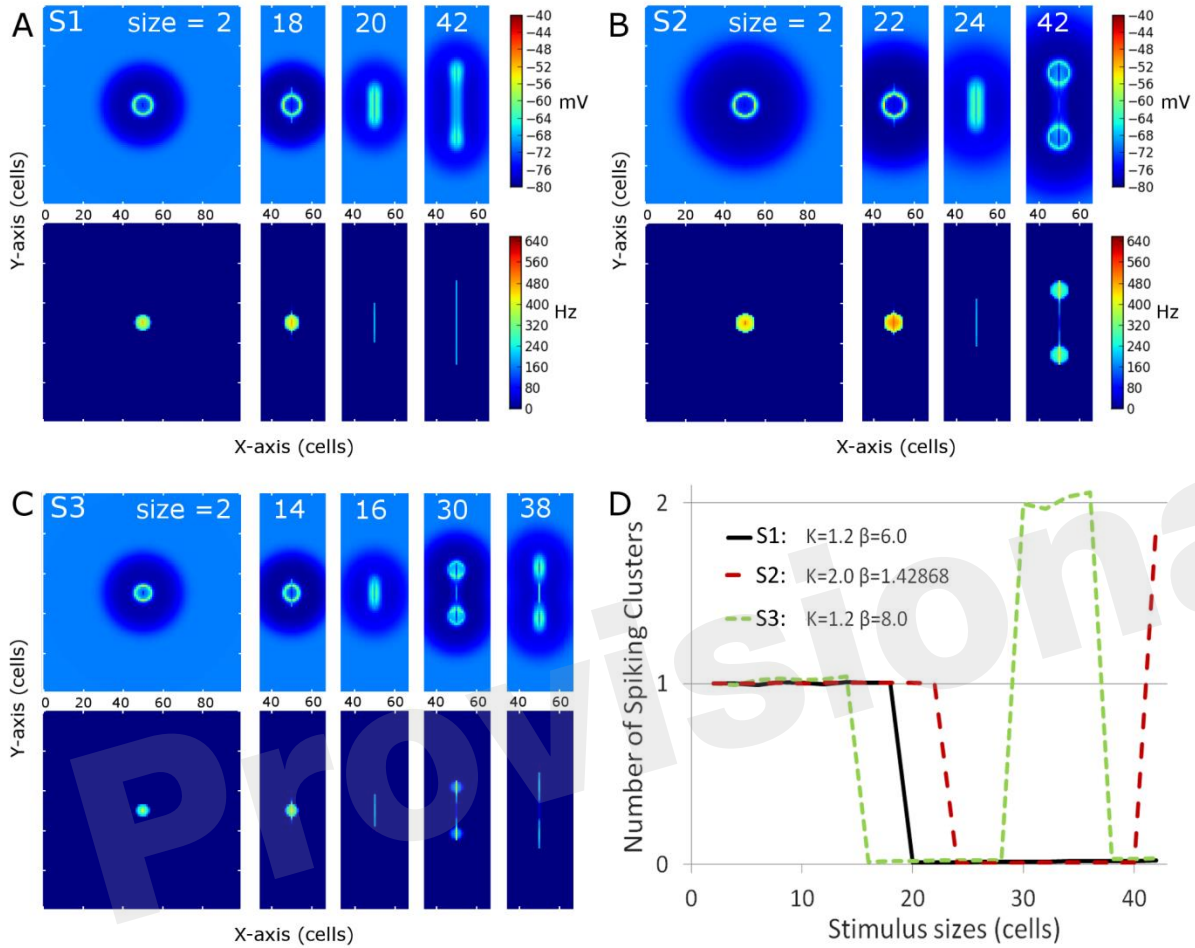 A S1 size = 2 18 20 42
−40
−44
−48
−52
−56
−60
−64
−68
−72
−76
−80
mV
0 20 40 60 80 40 60 40 60 40 60
640
560
480
400
320
240
160
80
0
Hz
Y-axis (cells)
X-axis (cells)
B S2 size = 2 22 24 42
−40
−44
−48
−52
−56
−60
−64
−68
−72
−76
−80
mV
0 20 40 60 80 40 60 40 60 40 60
640
560
480
400
320
240
160
80
0
Hz
Y-axis (cells)
X-axis (cells)
C S3 size =2 14 16 30 38
0 20 40 60 80 40 60 40 60 40 60 40 60
Y-axis (cells)
X-axis (cells)
D
2
1
0
Number of Spiking Clusters
S1: K=1.2 β=6.0
S2: K=2.0 β=1.42868
S3: K=1.2 β=8.0
0 10 20 30 40
Stimulus sizes (cells)
Provisiona